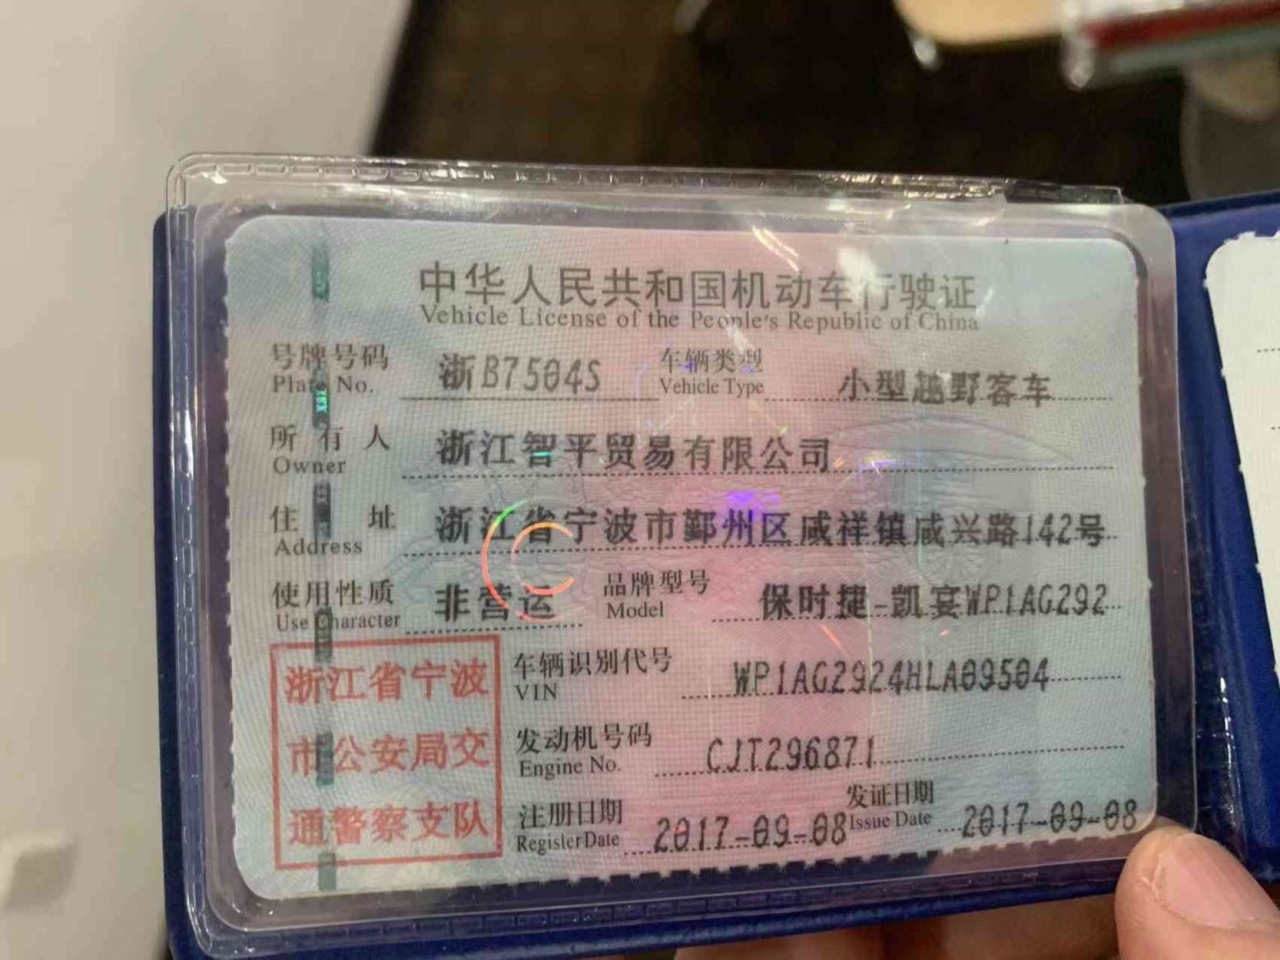 中华人民共和国机动车行驶证
Vehicle License of the People's Republic of China
号牌号码 浙B7504S 车辆类型 小型越野客车
Plate No. Vehicle Type
所有人 浙江智平贸易有限公司
Owner
住址 浙江省宁波市鄞州区咸祥镇咸兴路142号
Address
使用性质 非营运 品牌型号 保时捷-凯宴WP1AG292
Use Character Model
浙江省宁波
市公安局交
通警察支队
车辆识别代号 WP1AG2924HLA09504
VIN
发动机号码 CJT296871
Engine No.
注册日期 2017-09-08 发证日期 2017-09-08
Register Date Issue Date